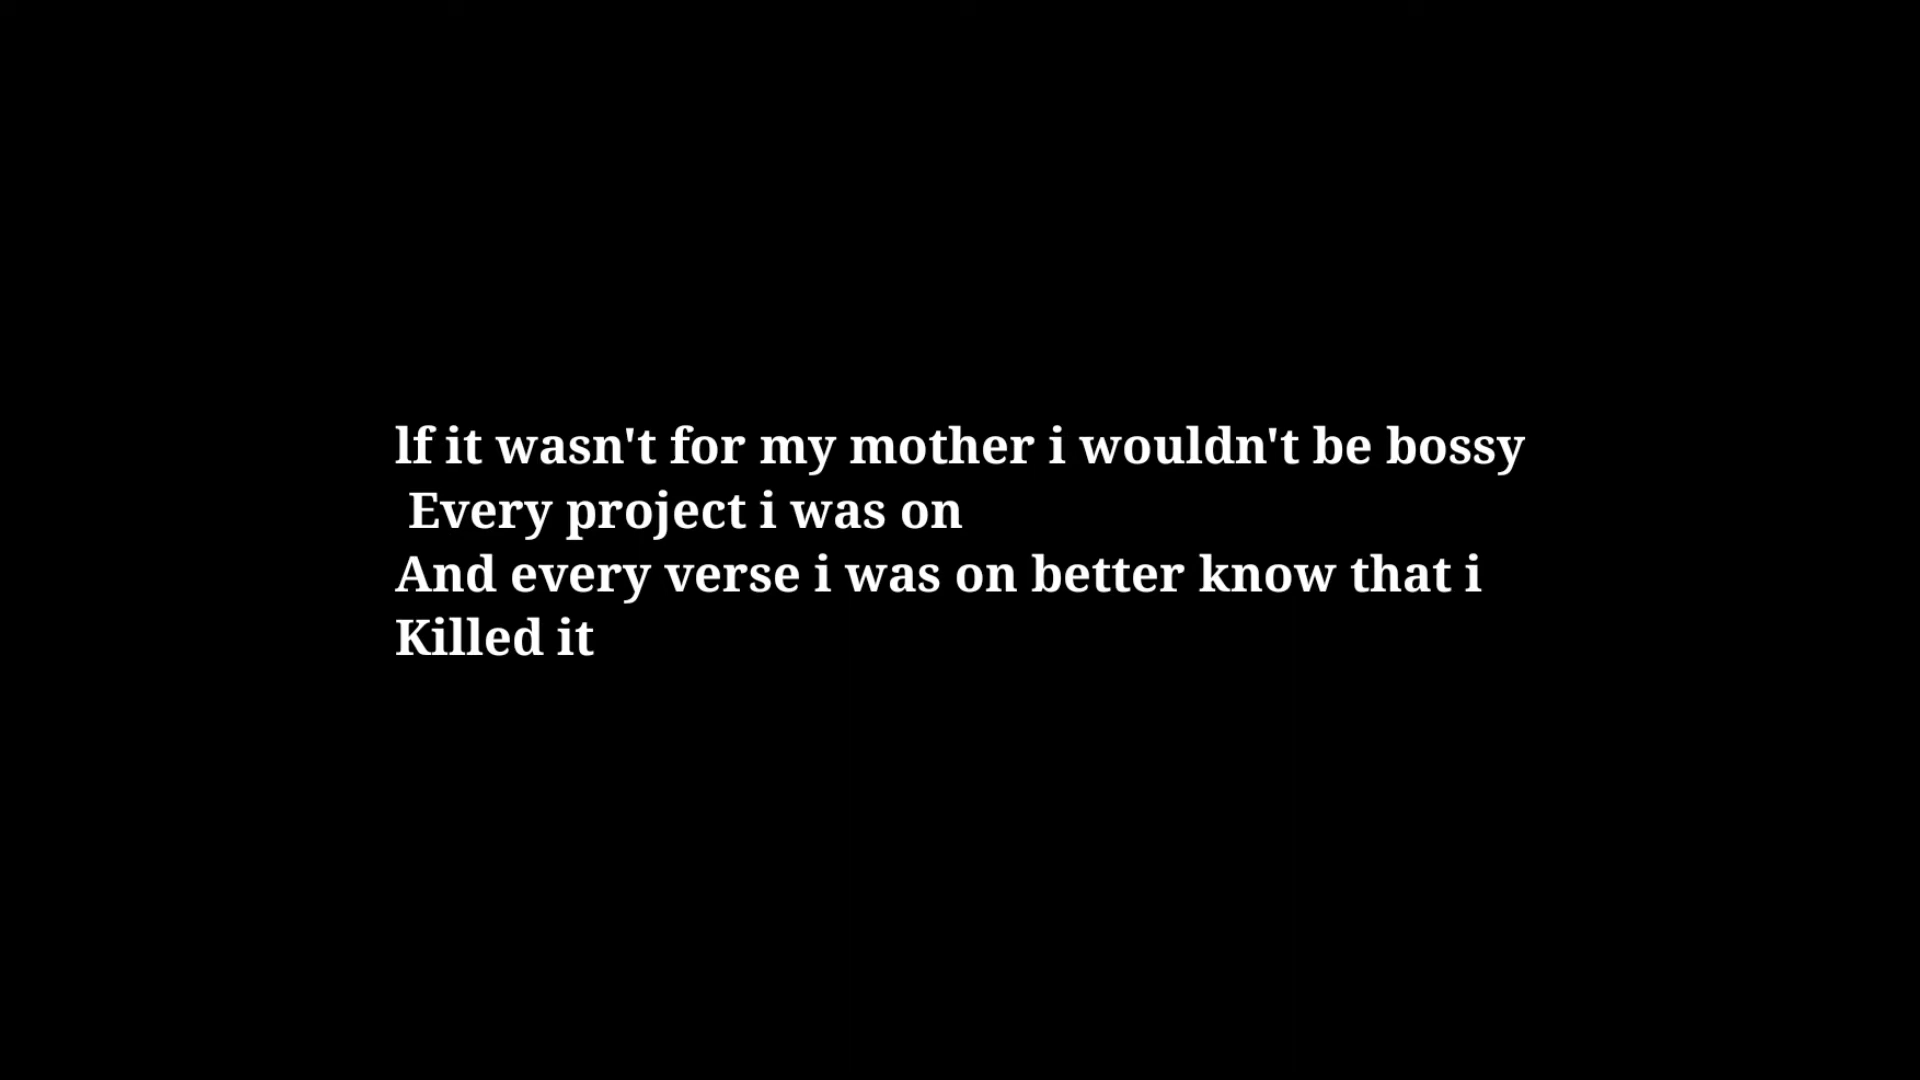 lf it wasn't for my mother i wouldn't be bossy
Every project i was on
And every verse i was on better know that i
Killed it